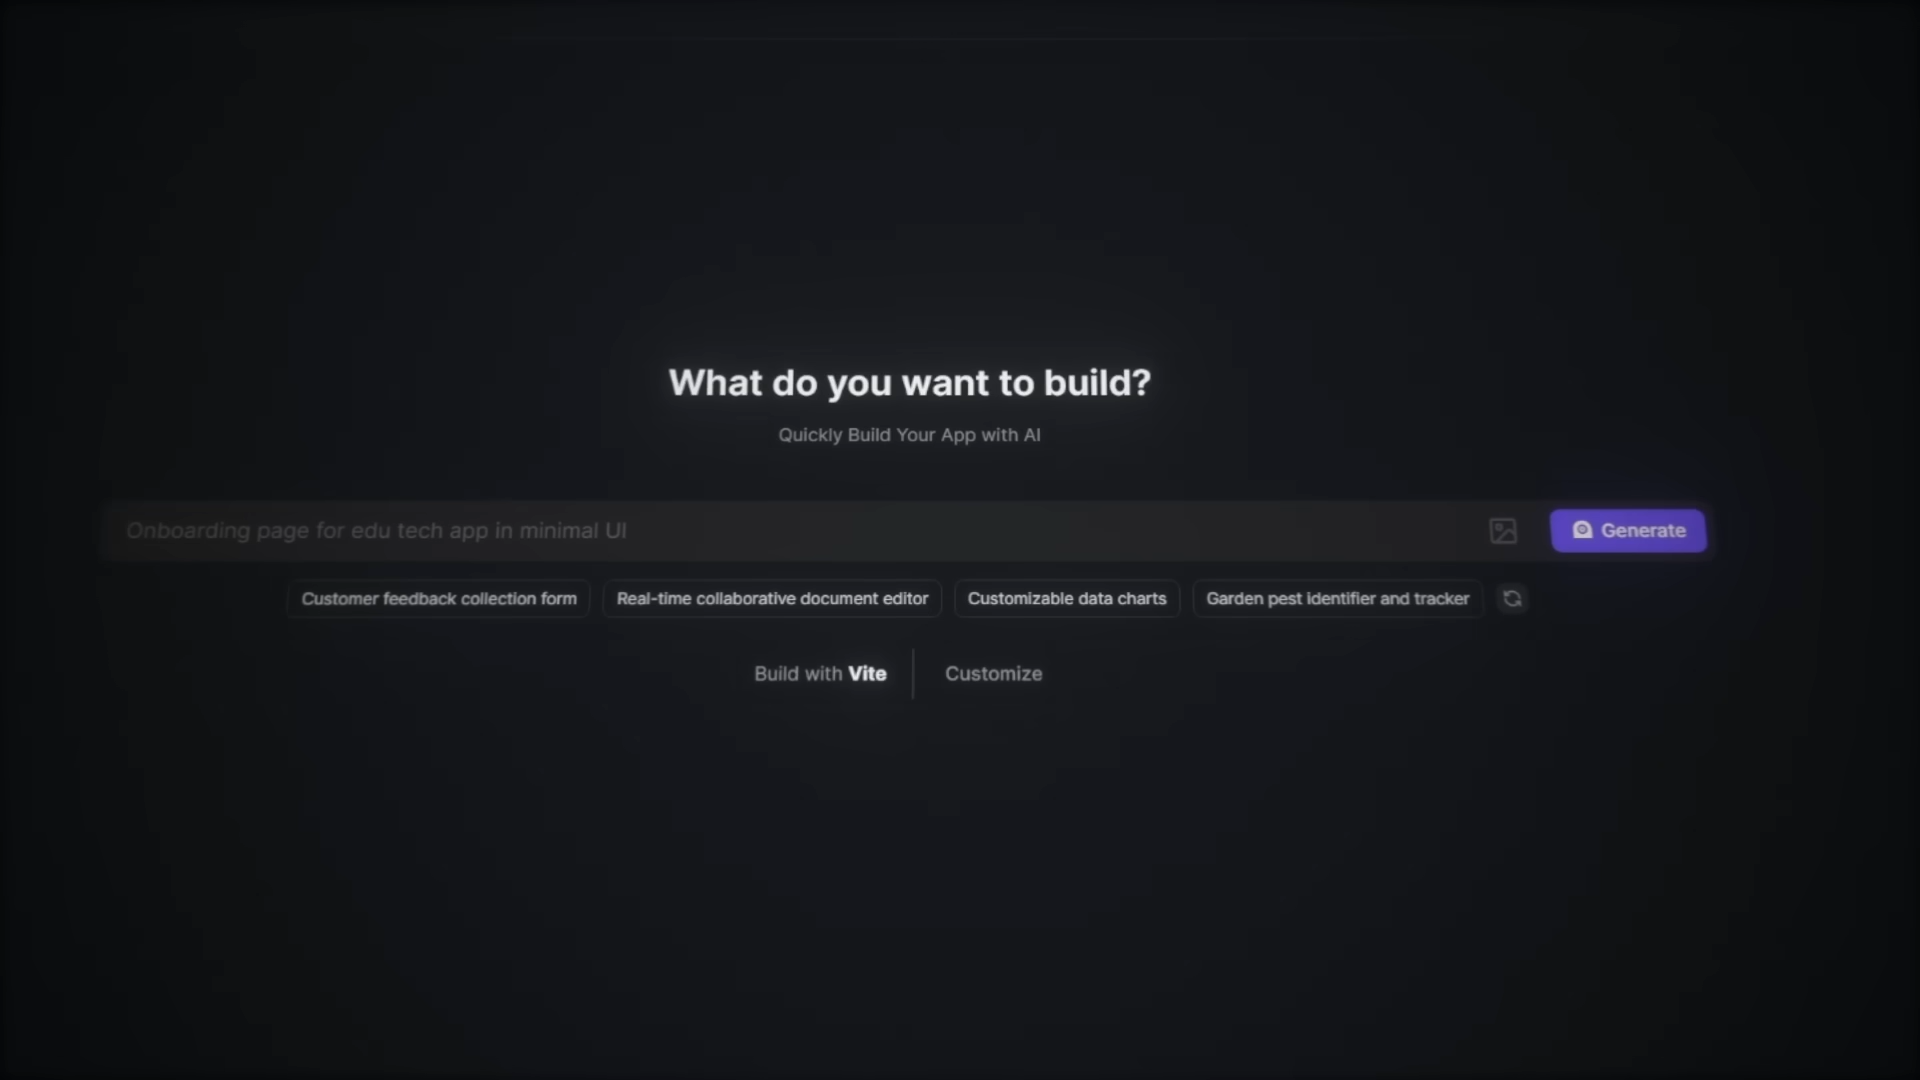 What do you want to build?
Quickly Build Your App with AI
Onboarding page for edu tech app in minimal UI
Generate
Customer feedback collection form
Real-time collaborative document editor
Customizable data charts
Garden pest identifier and tracker
Build with Vite
Customize